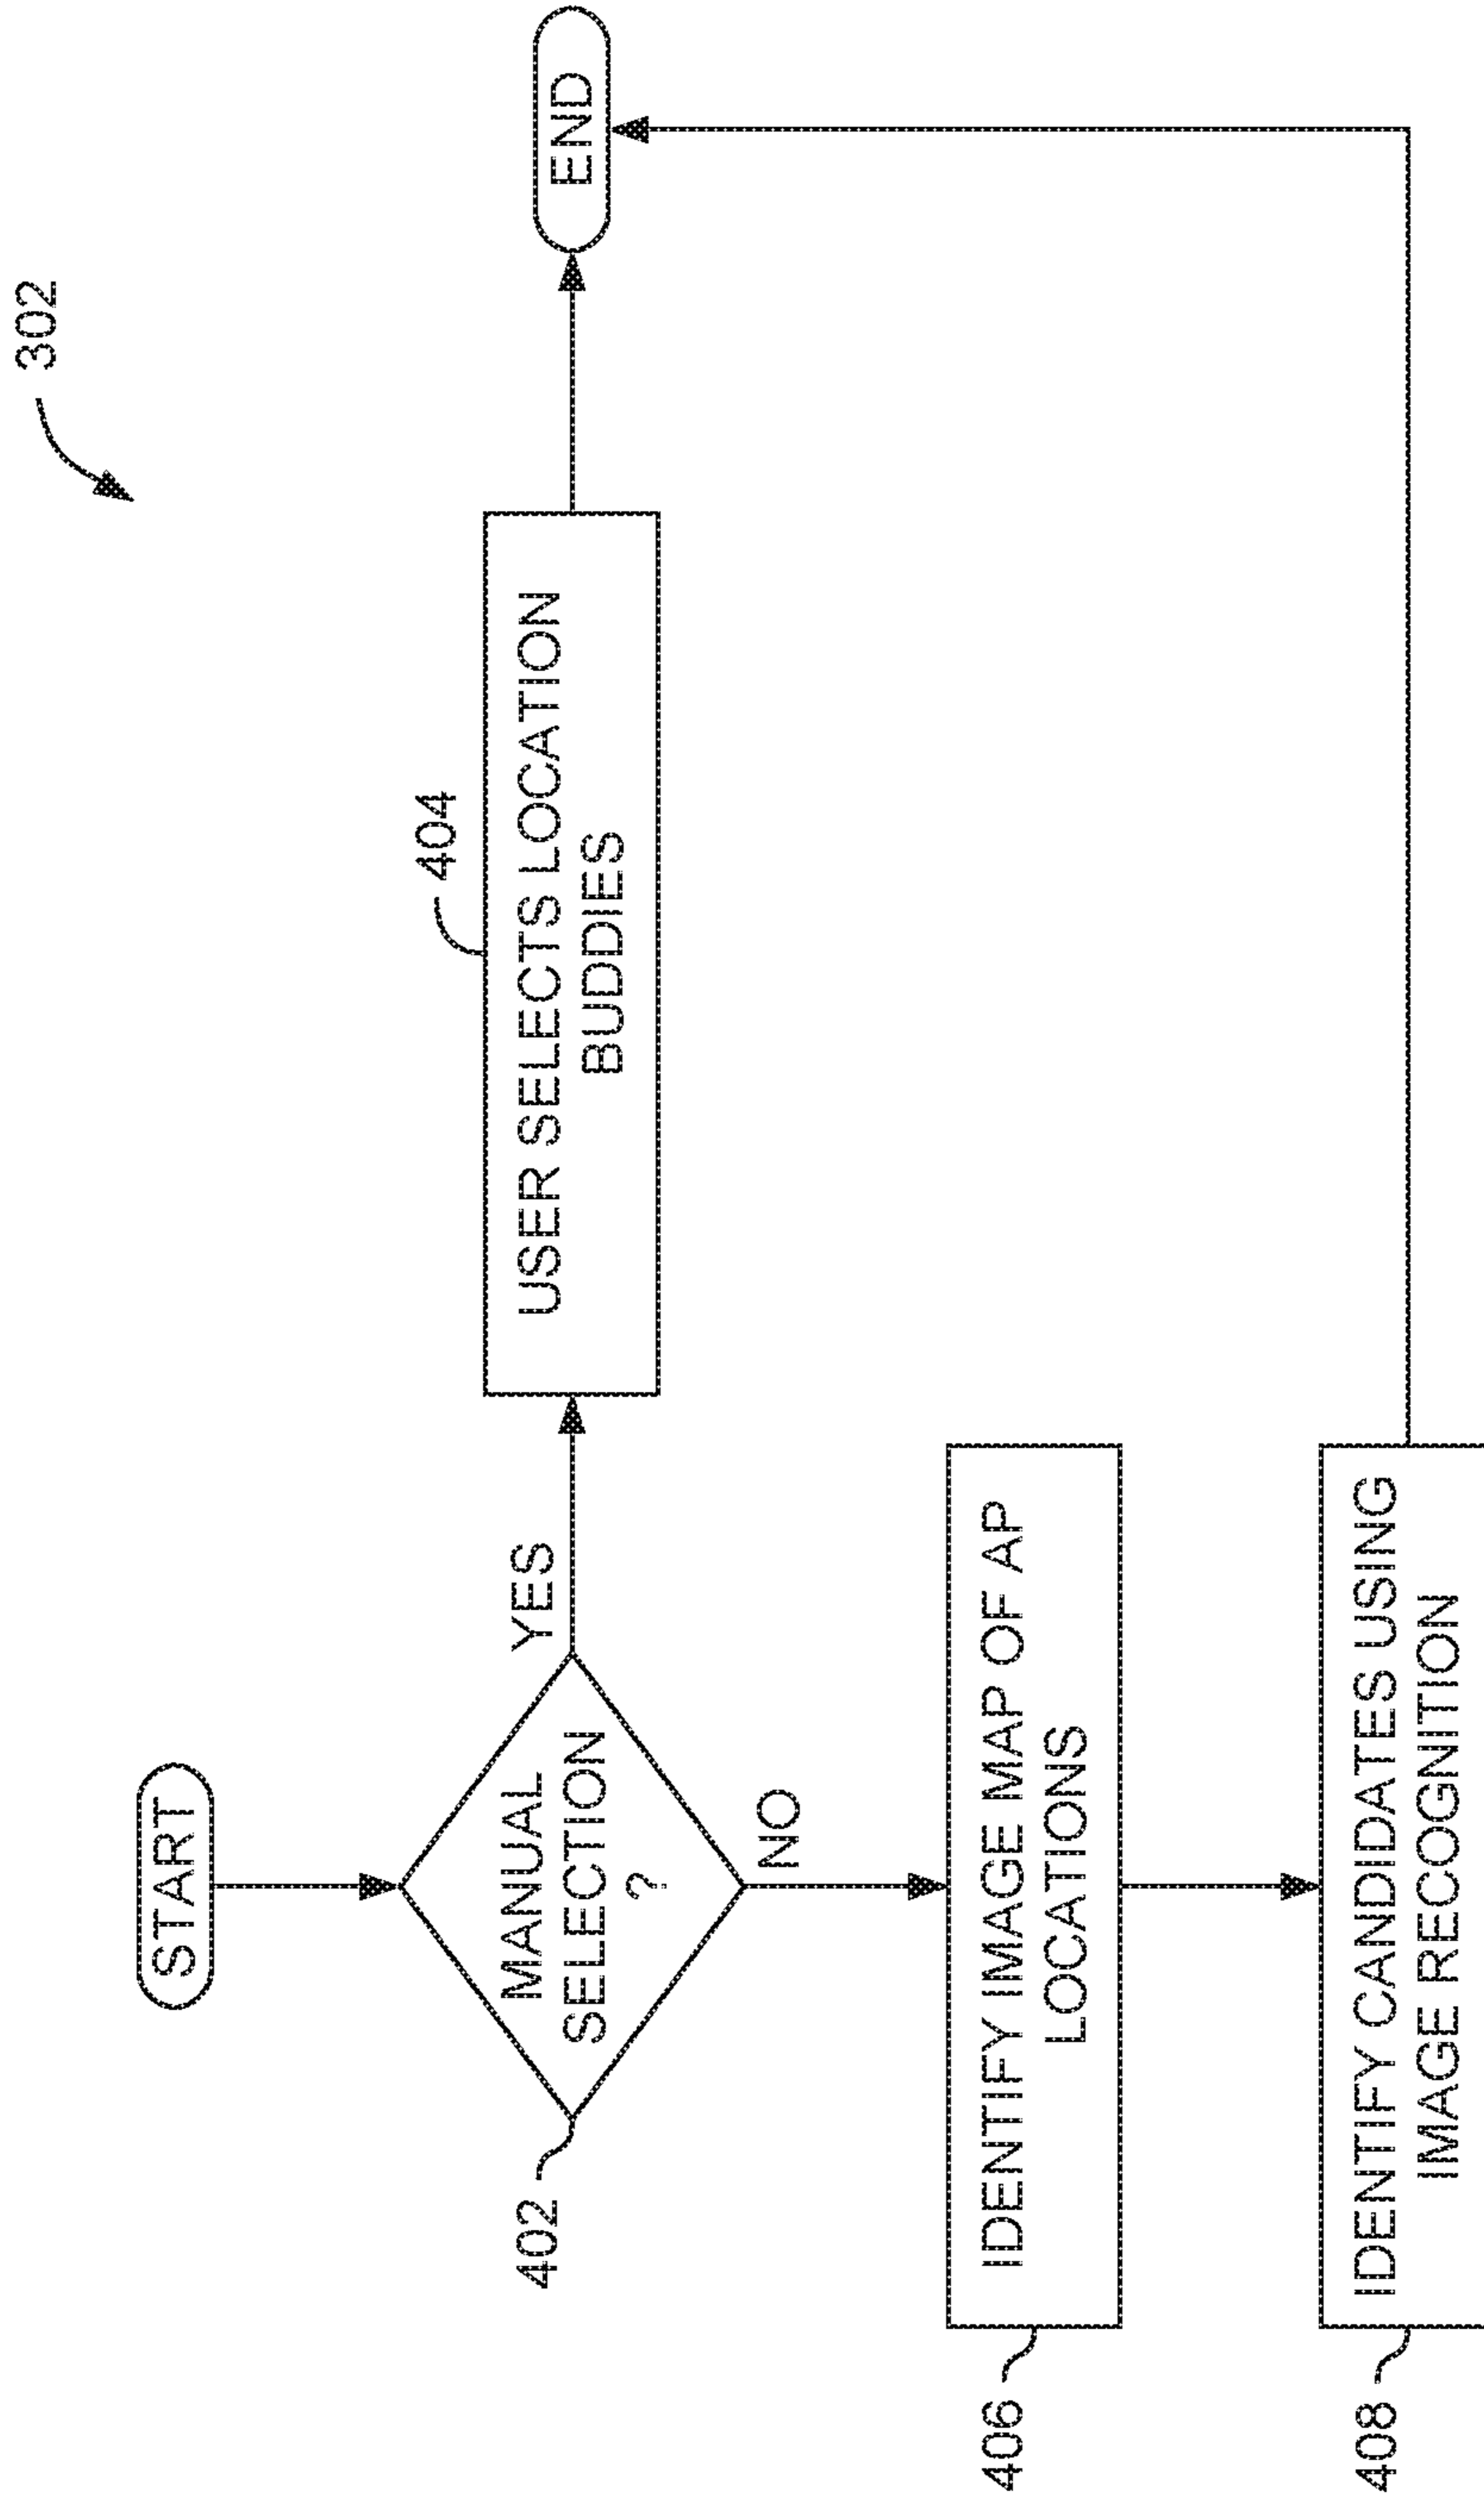 302
START
402
MANUAL
SELECTION
?
YES
404
USER SELECTS LOCATION
BUDDIES
END
NO
406
IDENTIFY IMAGE MAP OF AP
LOCATIONS
408
IDENTIFY CANDIDATES USING
IMAGE RECOGNITION